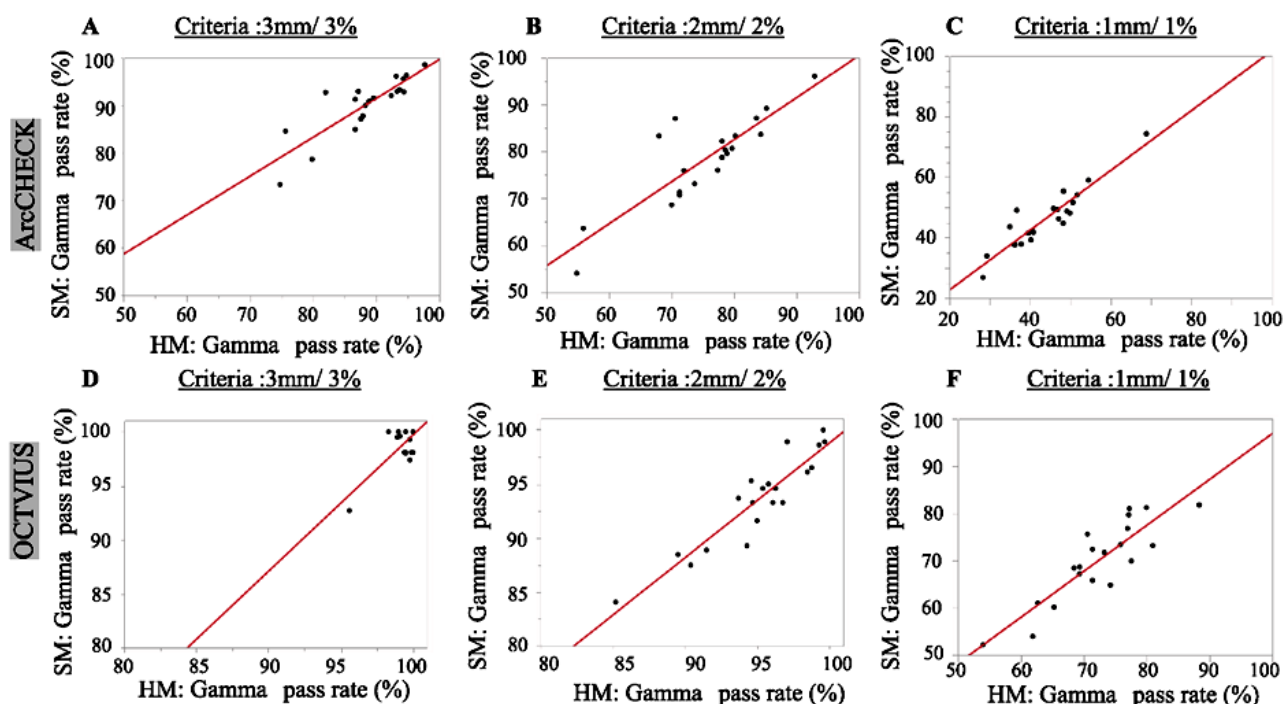 A Criteria :3mm/ 3%
B Criteria :2mm/ 2%
C Criteria :1mm/ 1%
ArcCHECK
SM: Gamma pass rate (%)
100
90
80
70
60
50
50 60 70 80 90 100
HM: Gamma pass rate (%)
SM: Gamma pass rate (%)
100
90
80
70
60
50
50 60 70 80 90 100
HM: Gamma pass rate (%)
SM: Gamma pass rate (%)
100
80
60
40
20
20 40 60 80 100
HM: Gamma pass rate (%)
D Criteria :3mm/ 3%
E Criteria :2mm/ 2%
F Criteria :1mm/ 1%
OCTVIUS
SM: Gamma pass rate (%)
100
95
90
85
80
80 85 90 95 100
HM: Gamma pass rate (%)
SM: Gamma pass rate (%)
100
95
90
85
80
80 85 90 95 100
HM: Gamma pass rate (%)
SM: Gamma pass rate (%)
100
90
80
70
60
50
50 60 70 80 90 100
HM: Gamma pass rate (%)